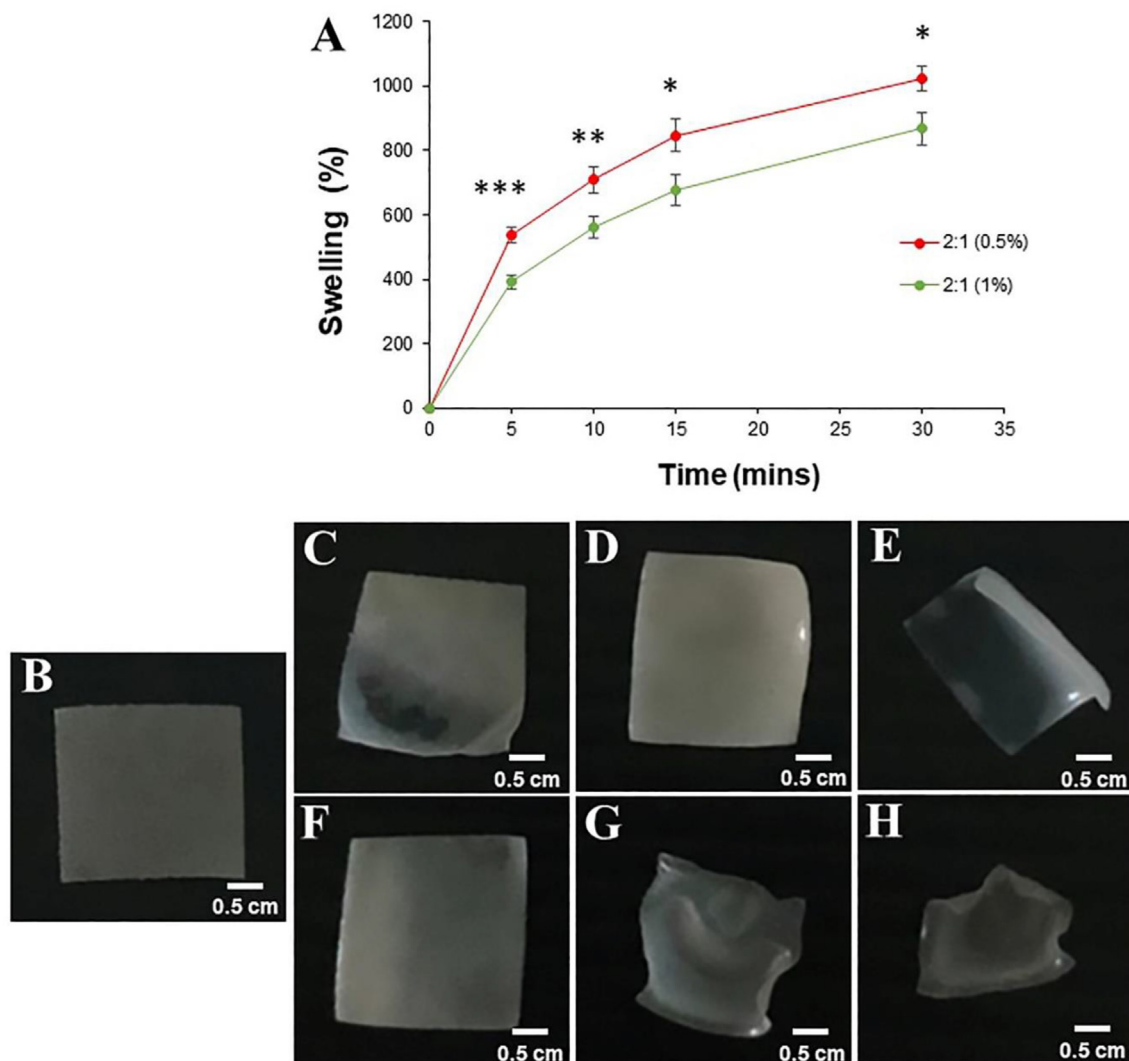 A
1200
1000
800
600
400
200
0
Swelling (%)
***
**
*
*
2:1 (0.5%)
2:1 (1%)
0 5 10 15 20 25 30 35
Time (mins)
B
0.5 cm
C
0.5 cm
D
0.5 cm
E
0.5 cm
F
0.5 cm
G
0.5 cm
H
0.5 cm